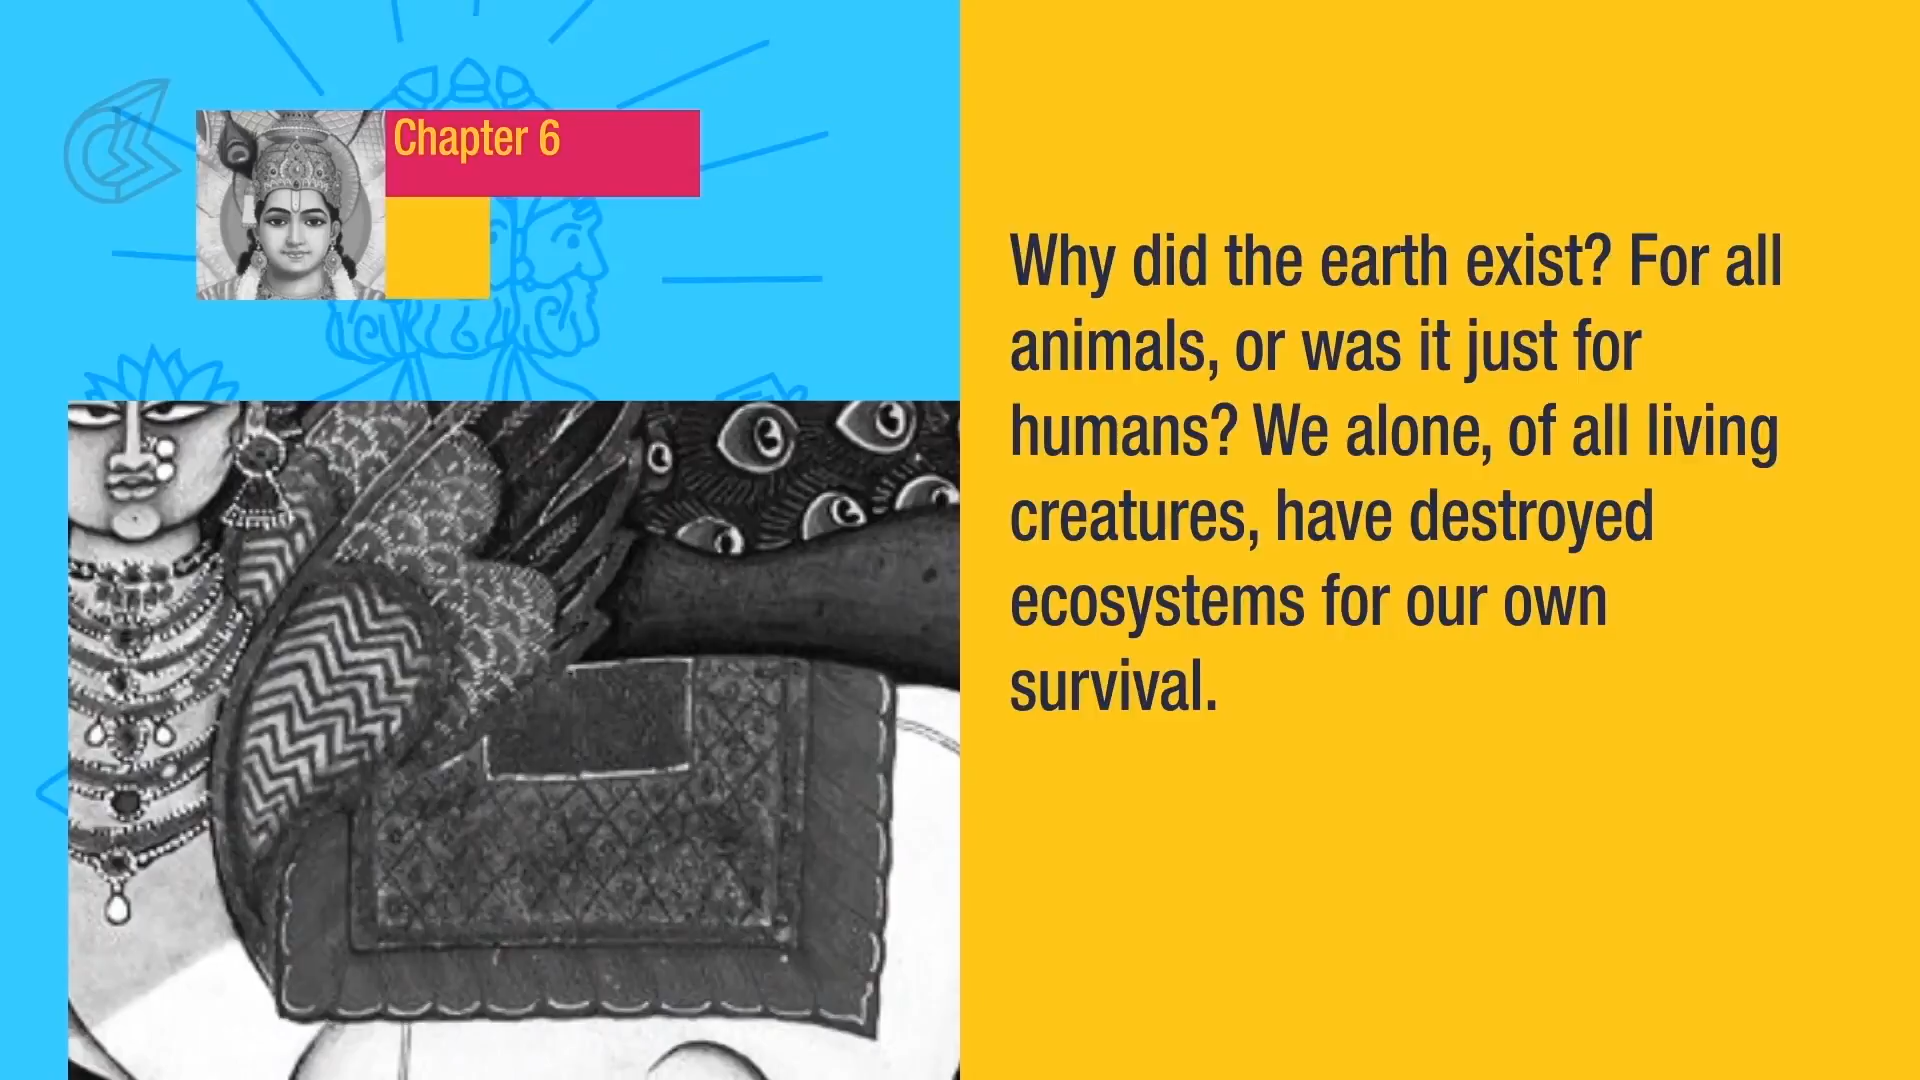 Chapter 6
Why did the earth exist? For all
animals, or was it just for
humans? We alone, of all living
creatures, have destroyed
ecosystems for our own
survival.